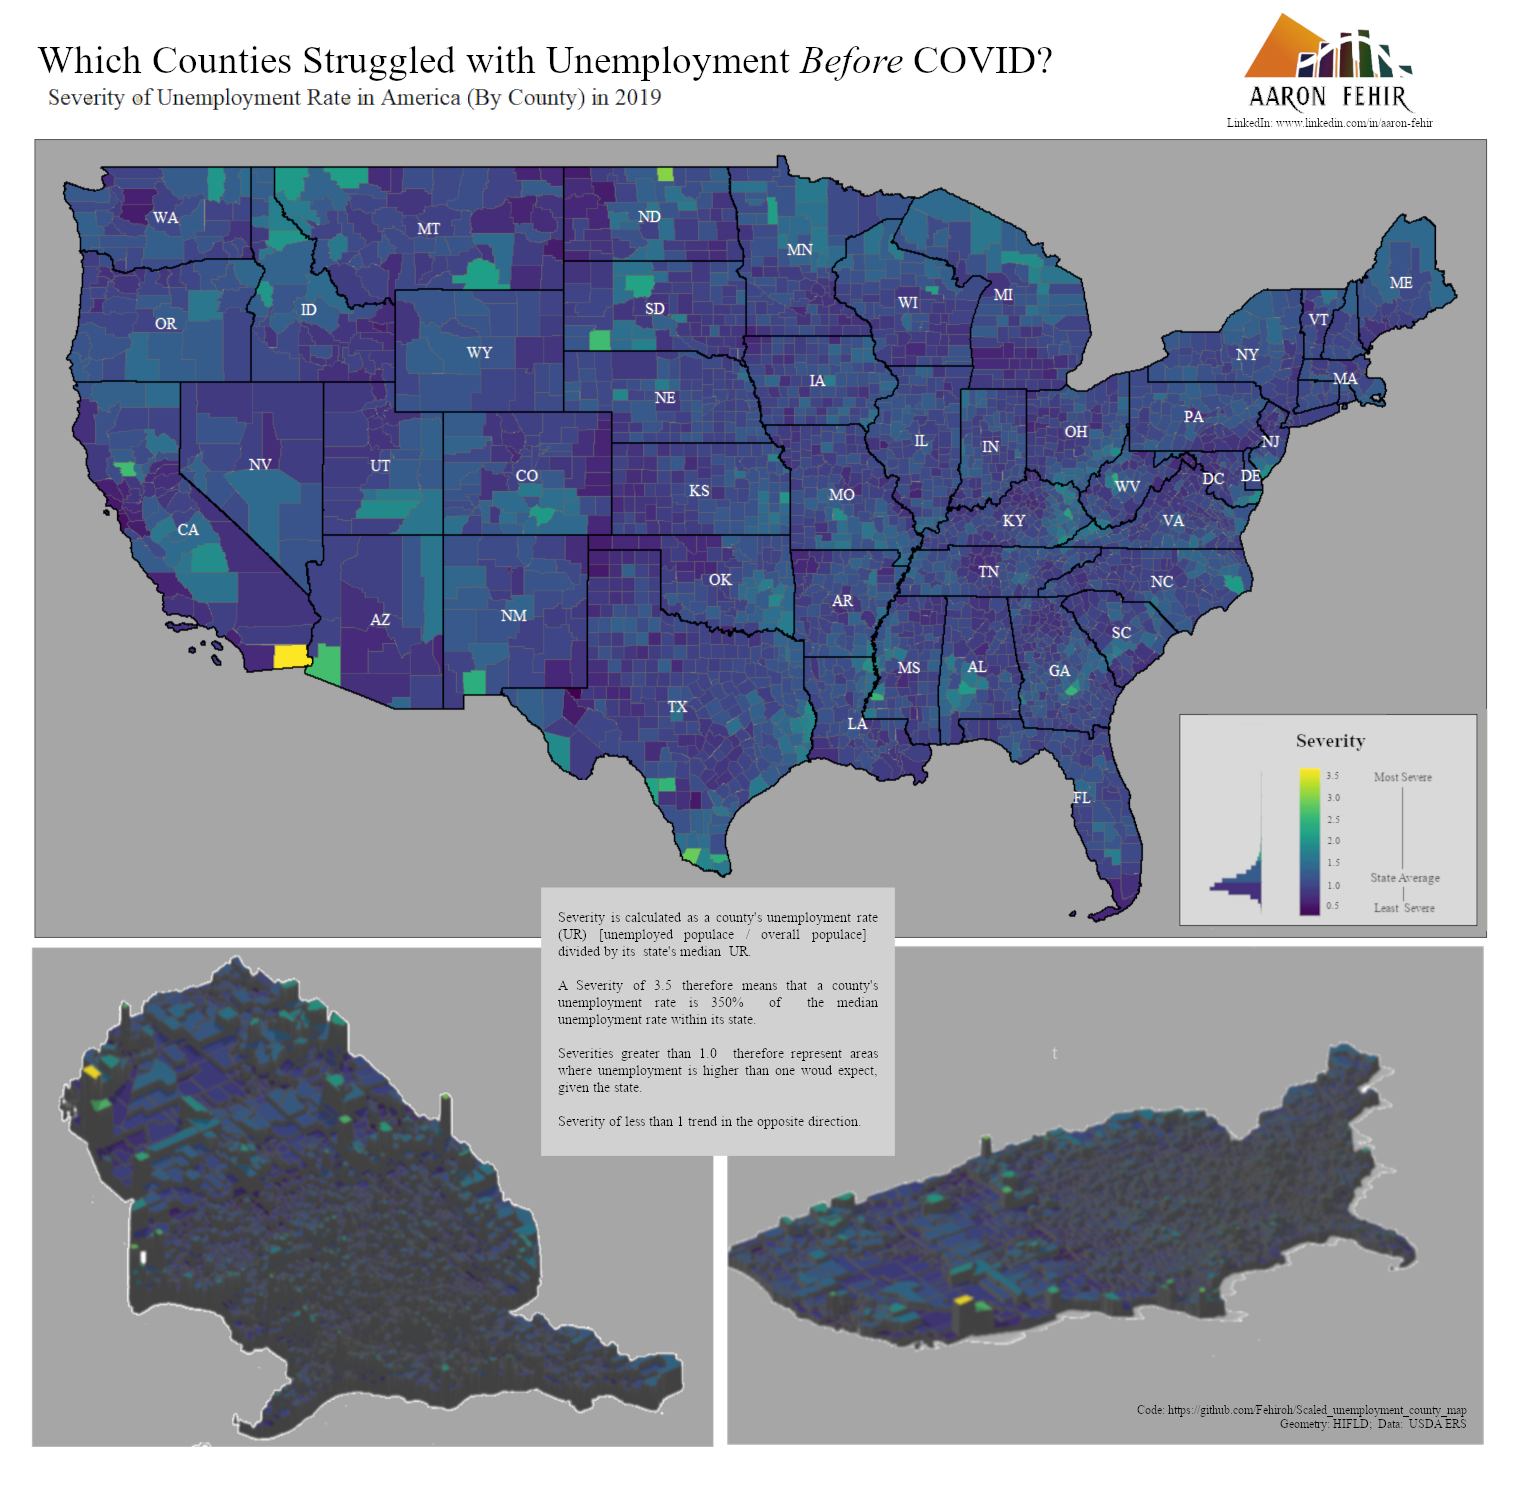 Which Counties Struggled with Unemployment Before COVID?
Severity of Unemployment Rate in America (By County) in 2019
AARON FEHIR
LinkedIn: www.linkedin.com/in/aaron-fehir
WA
MT
ND
MN
OR
ID
SD
WI
MI
ME
WY
VT
NY
NE
IA
MA
PA
NV
UT
CO
KS
IL
IN
OH
NJ
CA
MO
WV
DC
DE
KY
VA
AZ
NM
OK
AR
TN
NC
SC
TX
MS
AL
GA
LA
FL
Severity
3.5
3.0
2.5
2.0
1.5
1.0
0.5
Most Severe
State Average
Least Severe
Severity is calculated as a county's unemployment rate
(UR) [unemployed populace / overall populace]
divided by its state's median UR.
A Severity of 3.5 therefore means that a county's
unemployment rate is 350% of the median
unemployment rate within its state.
Severities greater than 1.0 therefore represent areas
where unemployment is higher than one woud expect,
given the state.
Severity of less than 1 trend in the opposite direction.
t
Code: https://github.com/Fehiroh/Scaled_unemployment_county_map
Geometry: HIFLD; Data: USDA ERS